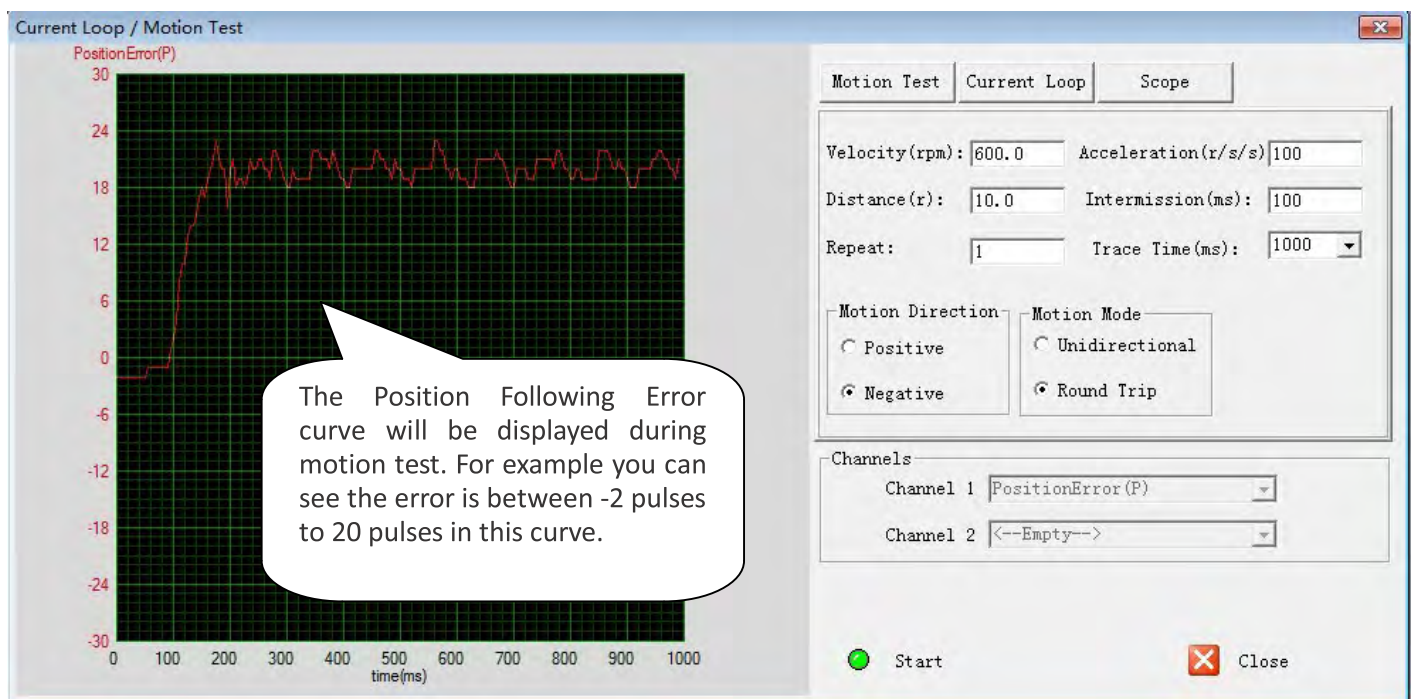 Current Loop / Motion Test
PositionError(P)
30
24
18
12
6
0
-6
-12
-18
-24
-30
0 100 200 300 400 500 600 700 800 900 1000
time(ms)
The Position Following Error
curve will be displayed during
motion test. For example you can
see the error is between -2 pulses
to 20 pulses in this curve.
Motion Test Current Loop Scope
Velocity(rpm): 600.0 Acceleration(r/s/s) 100
Distance(r): 10.0 Intermission(ms): 100
Repeat: 1 Trace Time(ms): 1000
Motion Direction Motion Mode
Positive Unidirectional
Negative Round Trip
Channels
Channel 1 PositionError(P)
Channel 2 <--Empty-->
Start Close